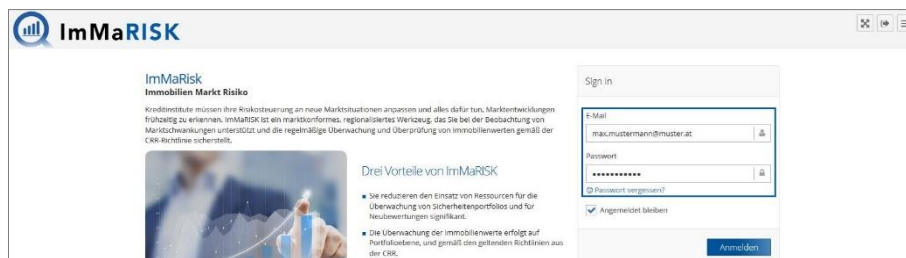 ImMaRISK
ImMaRisk
Immobilien Markt Risiko
Kreditinstitute müssen ihre Risikosteuerung an neue Marktsituationen anpassen und alles dafür tun, Marktentwicklungen
frühzeitig zu erkennen. ImMaRISK ist ein marktkonformes, regionalisiertes Werkzeug, das Sie bei der Beobachtung von
Marktschwankungen unterstützt und die regelmäßige Überwachung und Überprüfung von Immobilienwerten gemäß der
CRR-Richtlinie sicherstellt.
Drei Vorteile von ImMaRISK
Sie reduzieren den Einsatz von Ressourcen für die
Überwachung von Sicherheitenportfolios und für
Neubewertungen signifikant.
Die Überwachung der Immobilienwerte erfolgt auf
Portfolioebene, und gemäß den geltenden Richtlinien aus
der CRR.
Sign in
E-Mail
max.mustermann@muster.at
Passwort
•••••••••••
Passwort vergessen?
Angemeldet bleiben
Anmelden